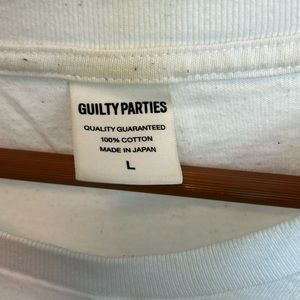 GUILTY PARTIES
QUALITY GUARANTEED
100% COTTON
MADE IN JAPAN
L